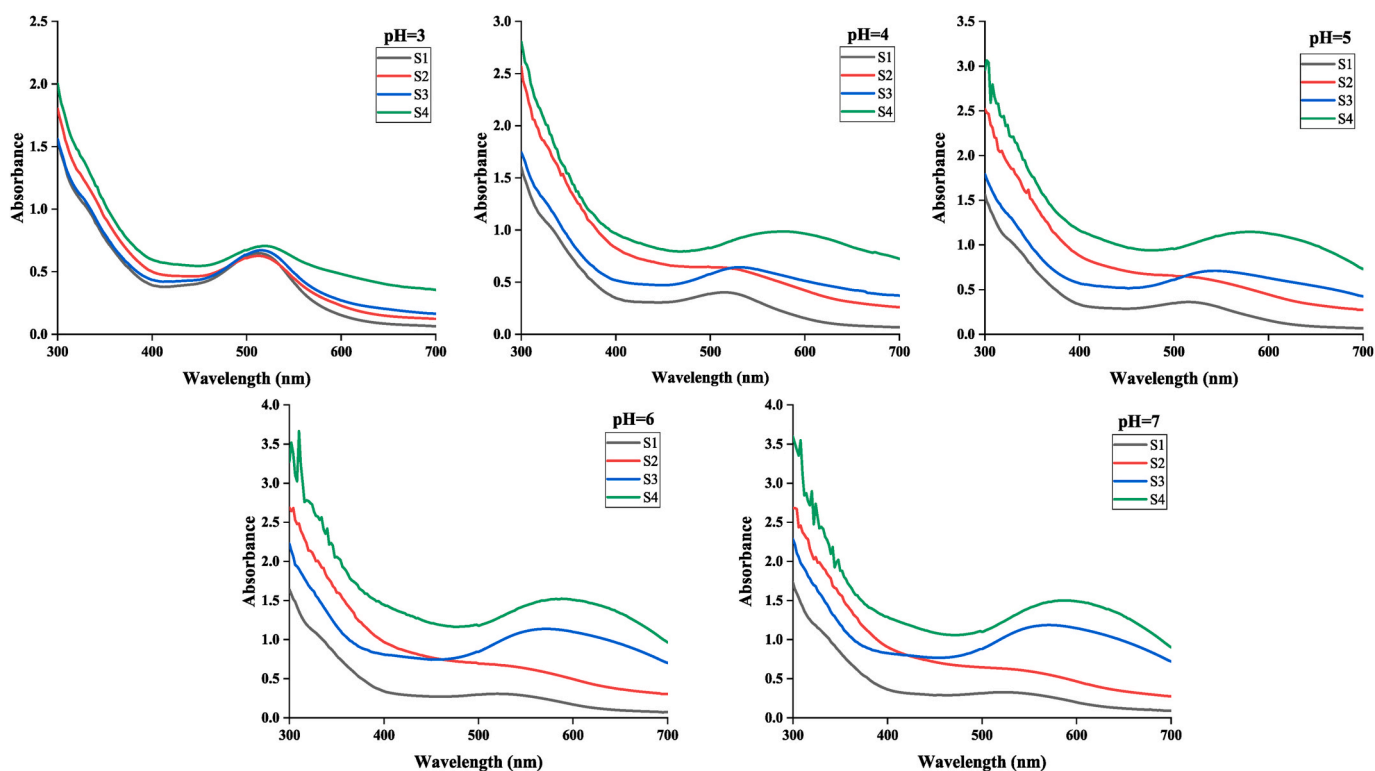 pH=3
S1
S2
S3
S4
2.5
2.0
1.5
1.0
0.5
0.0
Absorbance
300 400 500 600 700
Wavelength (nm)
pH=4
S1
S2
S3
S4
3.0
2.5
2.0
1.5
1.0
0.5
0.0
Absorbance
300 400 500 600 700
Wavelength (nm)
pH=5
S1
S2
S3
S4
3.5
3.0
2.5
2.0
1.5
1.0
0.5
0.0
Absorbance
300 400 500 600 700
Wavelength (nm)
pH=6
S1
S2
S3
S4
4.0
3.5
3.0
2.5
2.0
1.5
1.0
0.5
0.0
Absorbance
300 400 500 600 700
Wavelength (nm)
pH=7
S1
S2
S3
S4
4.0
3.5
3.0
2.5
2.0
1.5
1.0
0.5
0.0
Absorbance
300 400 500 600 700
Wavelength (nm)